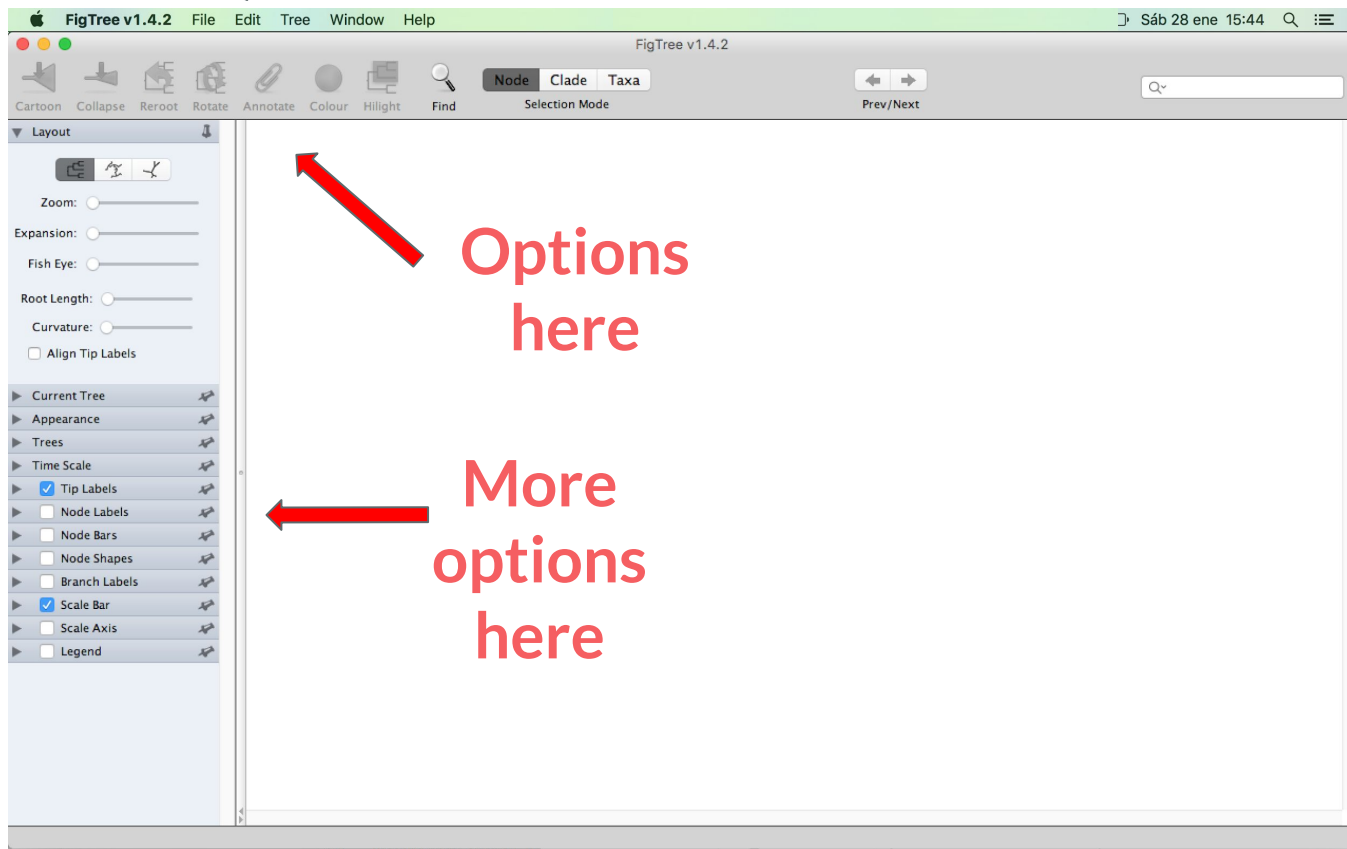 FigTree v1.4.2 File Edit Tree Window Help Sáb 28 ene 15:44
FigTree v1.4.2
Node Clade Taxa
Cartoon Collapse Reroot Rotate Annotate Colour Hilight Find Selection Mode Prev/Next
Layout
Zoom:
Expansion:
Fish Eye:
Root Length:
Curvature:
Align Tip Labels
Current Tree
Appearance
Trees
Time Scale
Tip Labels
Node Labels
Node Bars
Node Shapes
Branch Labels
Scale Bar
Scale Axis
Legend
Options
here
More
options
here